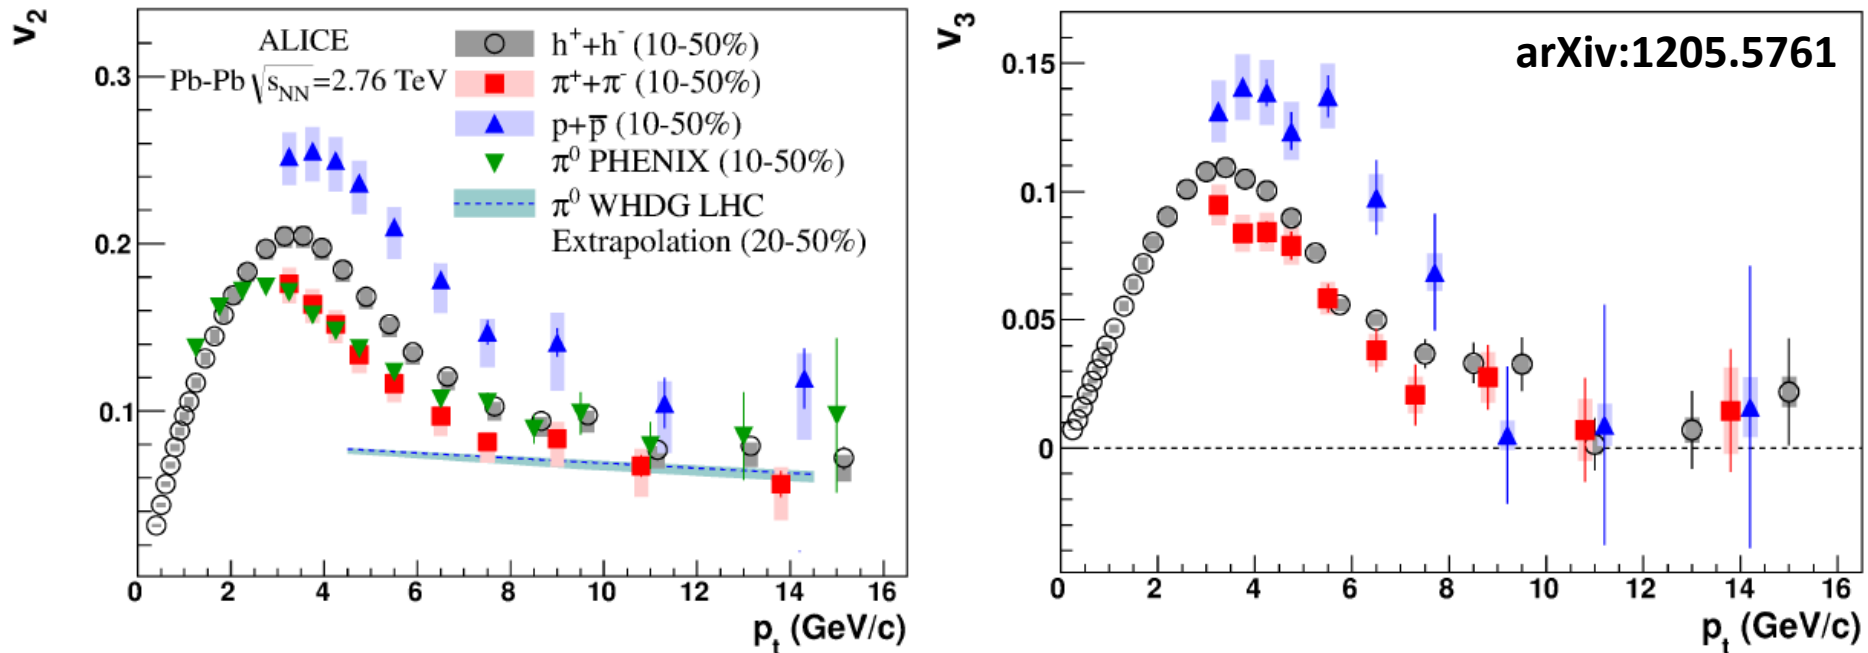 v₂
ALICE
Pb-Pb √sNN=2.76 TeV
h⁺+h⁻ (10-50%)
π⁺+π⁻ (10-50%)
p+p̅ (10-50%)
π⁰ PHENIX (10-50%)
π⁰ WHDG LHC
Extrapolation (20-50%)
0.3
0.2
0.1
0 2 4 6 8 10 12 14 16
pₜ (GeV/c)
v₃
arXiv:1205.5761
0.15
0.1
0.05
0
0 2 4 6 8 10 12 14 16
pₜ (GeV/c)